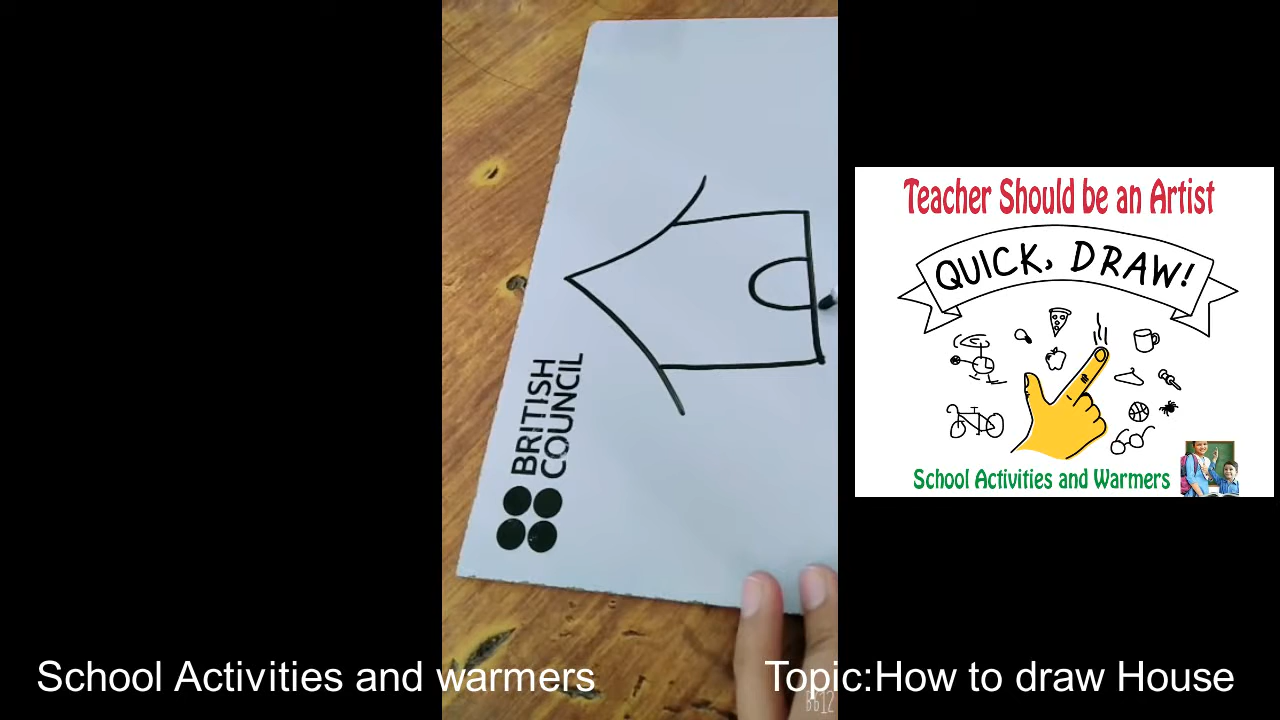 BRITISH
COUNCIL
Teacher Should be an Artist
QUICK, DRAW!
School Activities and Warmers
School Activities and warmers
Topic:How to draw House
B612